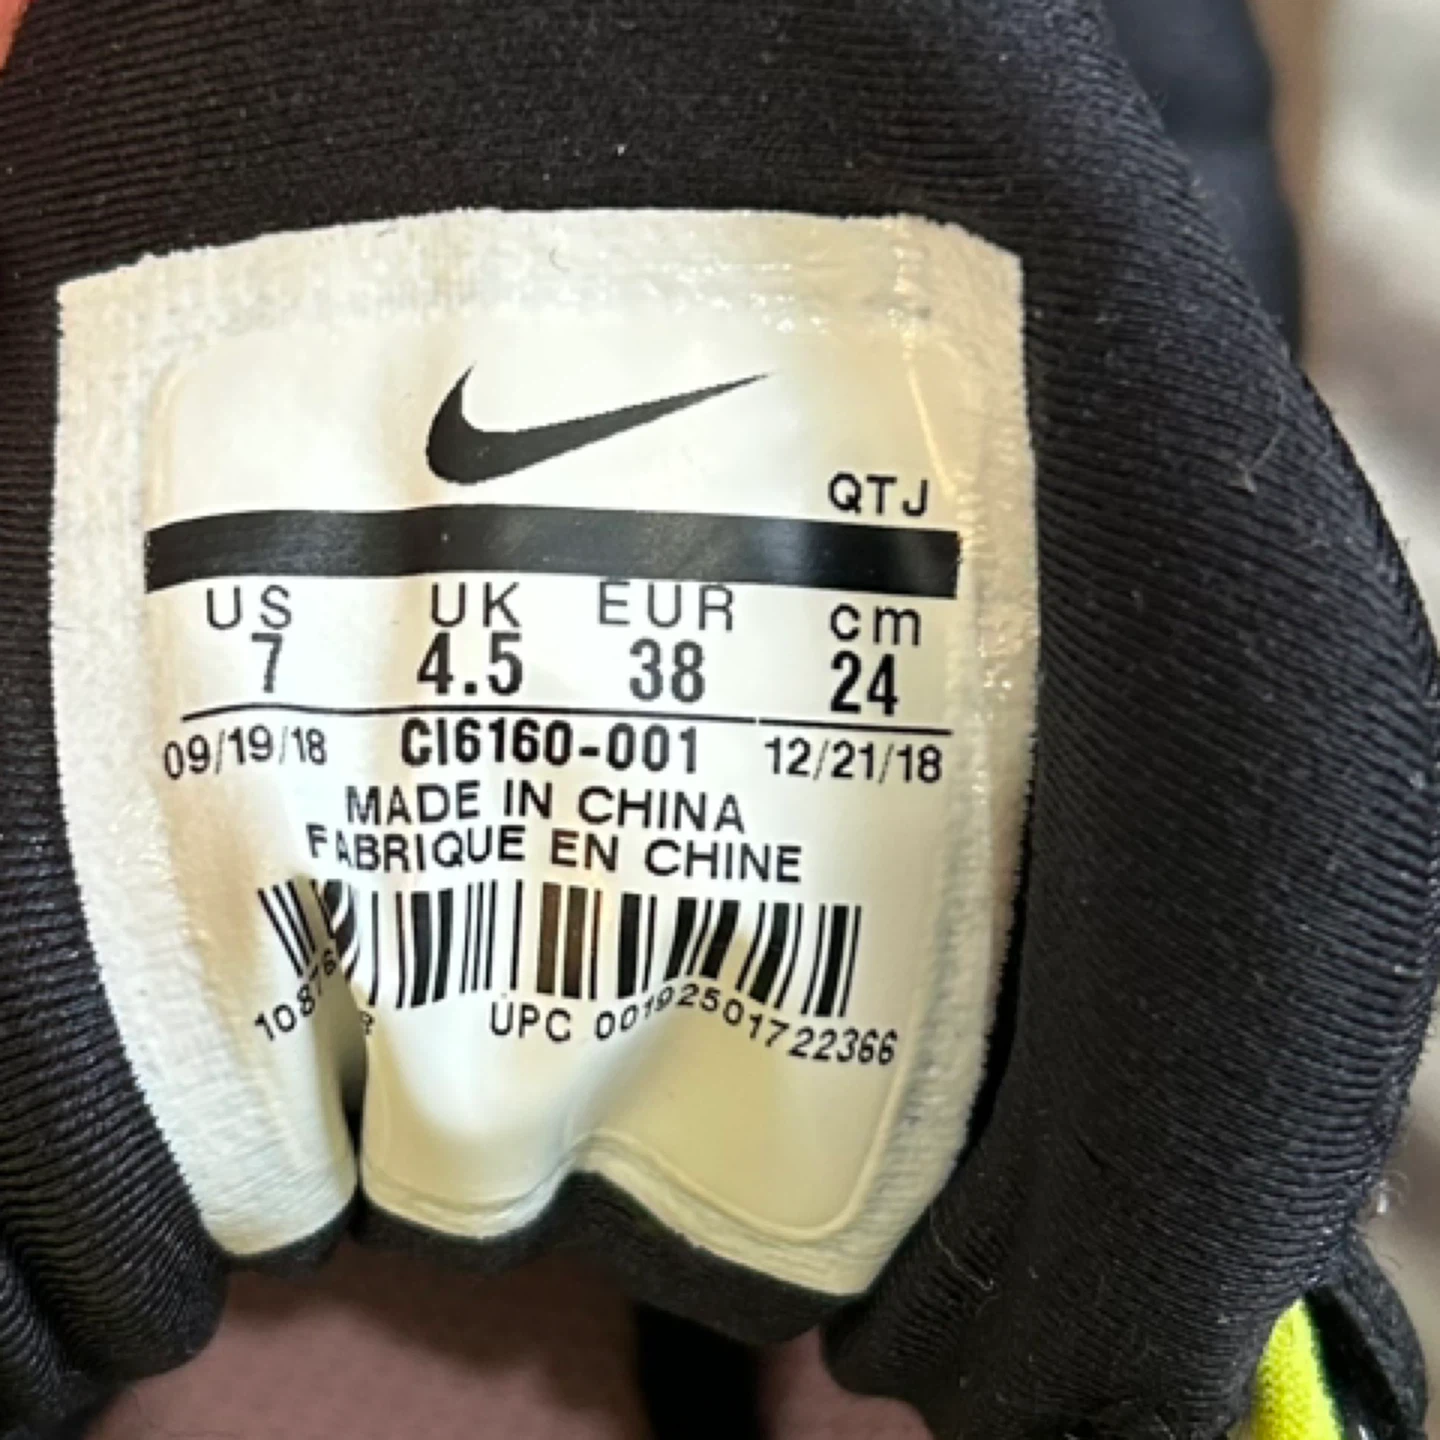 QTJ
US UK EUR cm
7 4.5 38 24
09/19/18 CI6160-001 12/21/18
MADE IN CHINA
FABRIQUE EN CHINE
UPC 00192501722366